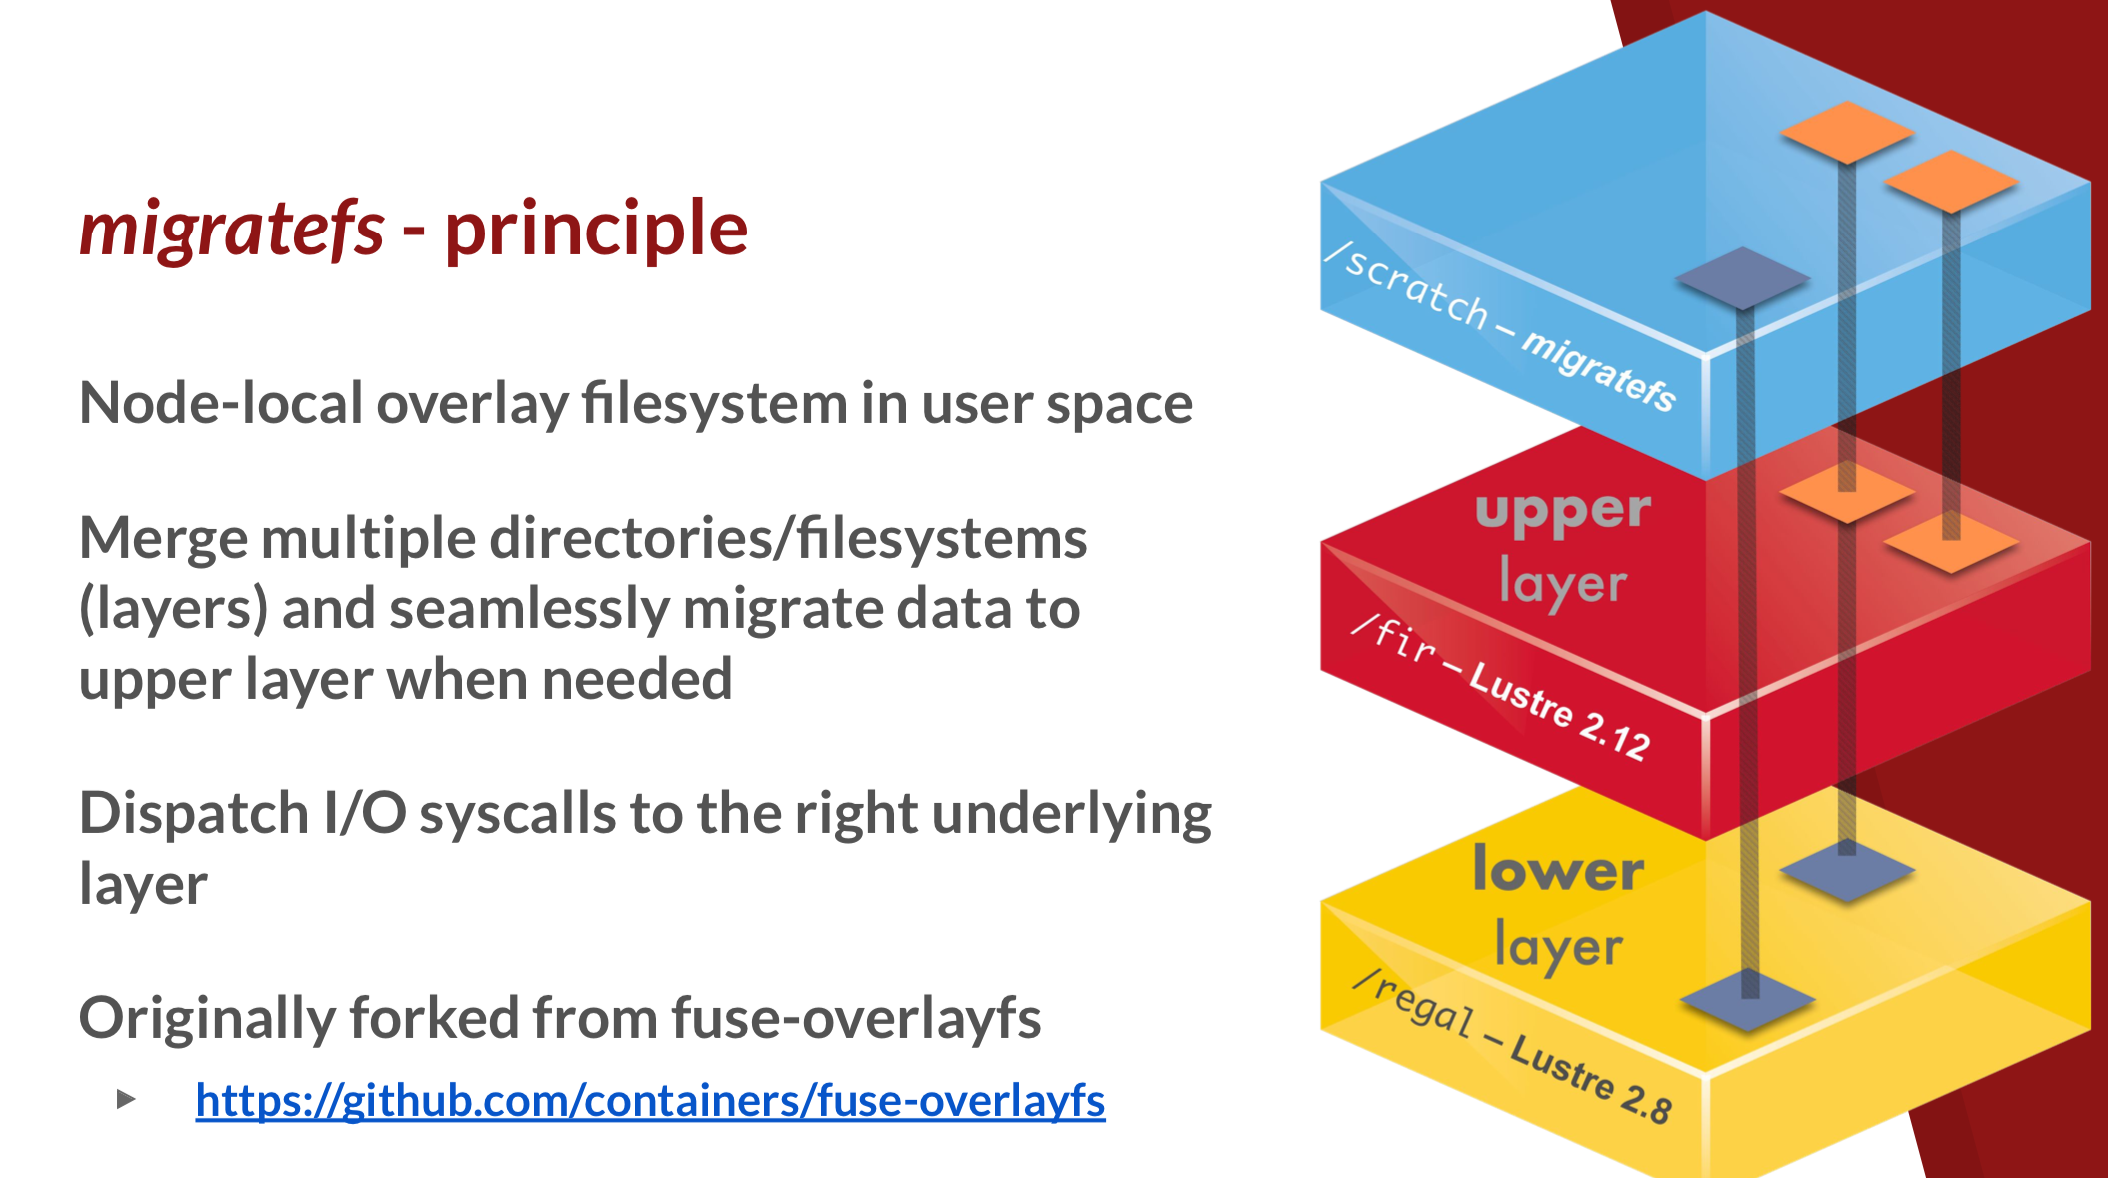 migratefs - principle
Node-local overlay filesystem in user space
Merge multiple directories/filesystems
(layers) and seamlessly migrate data to
upper layer when needed
Dispatch I/O syscalls to the right underlying
layer
Originally forked from fuse-overlayfs
https://github.com/containers/fuse-overlayfs
/scratch – migratefs
upper
layer
/fir – Lustre 2.12
lower
layer
/regal – Lustre 2.8